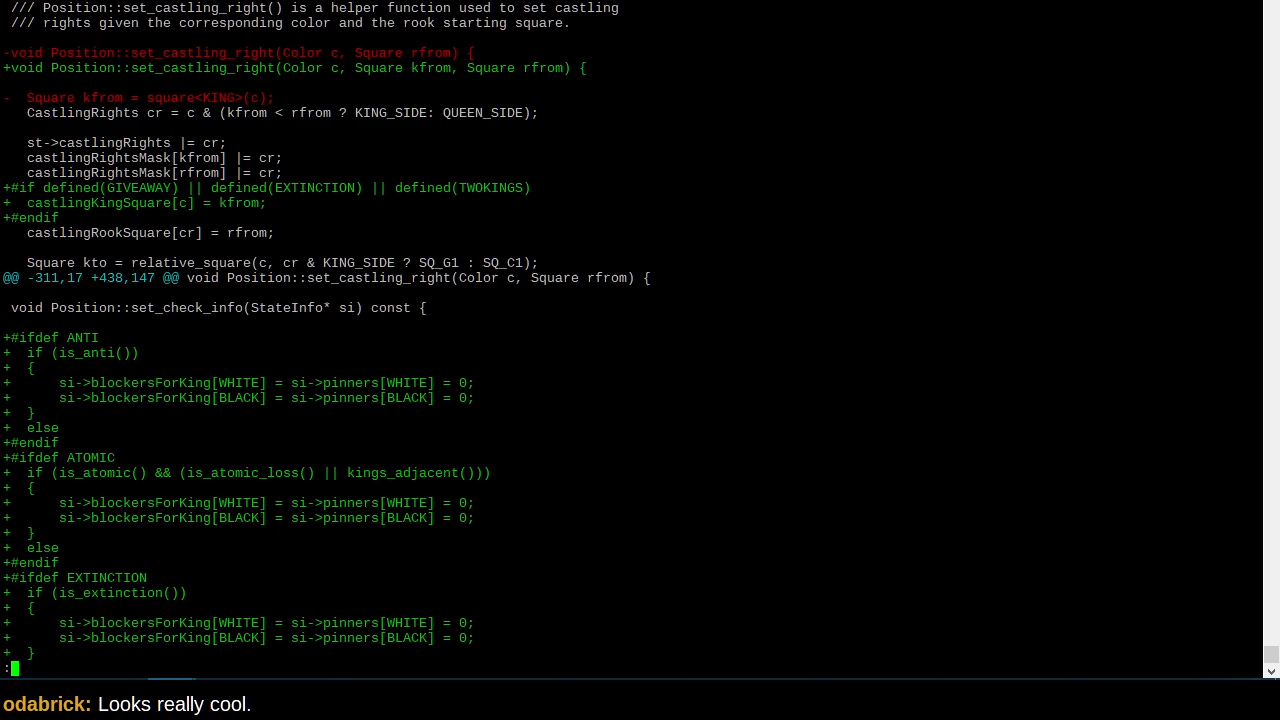 /// Position::set_castling_right() is a helper function used to set castling
 /// rights given the corresponding color and the rook starting square.

-void Position::set_castling_right(Color c, Square rfrom) {
+void Position::set_castling_right(Color c, Square kfrom, Square rfrom) {

-  Square kfrom = square<KING>(c);
   CastlingRights cr = c & (kfrom < rfrom ? KING_SIDE: QUEEN_SIDE);

   st->castlingRights |= cr;
   castlingRightsMask[kfrom] |= cr;
   castlingRightsMask[rfrom] |= cr;
+#if defined(GIVEAWAY) || defined(EXTINCTION) || defined(TWOKINGS)
+  castlingKingSquare[c] = kfrom;
+#endif
   castlingRookSquare[cr] = rfrom;

   Square kto = relative_square(c, cr & KING_SIDE ? SQ_G1 : SQ_C1);
@@ -311,17 +438,147 @@ void Position::set_castling_right(Color c, Square rfrom) {

 void Position::set_check_info(StateInfo* si) const {

+#ifdef ANTI
+  if (is_anti())
+  {
+      si->blockersForKing[WHITE] = si->pinners[WHITE] = 0;
+      si->blockersForKing[BLACK] = si->pinners[BLACK] = 0;
+  }
+  else
+#endif
+#ifdef ATOMIC
+  if (is_atomic() && (is_atomic_loss() || kings_adjacent()))
+  {
+      si->blockersForKing[WHITE] = si->pinners[WHITE] = 0;
+      si->blockersForKing[BLACK] = si->pinners[BLACK] = 0;
+  }
+  else
+#endif
+#ifdef EXTINCTION
+  if (is_extinction())
+  {
+      si->blockersForKing[WHITE] = si->pinners[WHITE] = 0;
+      si->blockersForKing[BLACK] = si->pinners[BLACK] = 0;
+  }
:
odabrick: Looks really cool.